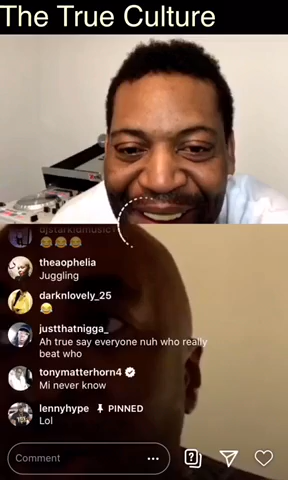 The True Culture
djstarkidmusic
😂😂😂
theaophelia
Juggling
darknlovely_25
😂
justthatnigga_
Ah true say everyone nuh who really
beat who
tonymatterhorn4
Mi never know
lennyhype PINNED
Lol
Comment